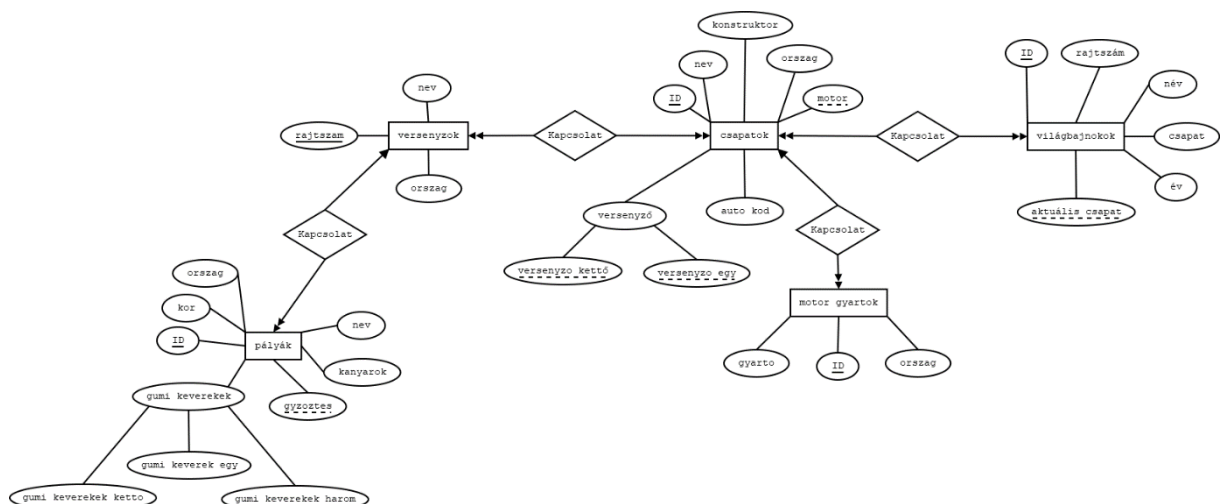 konstruktor
nev
orszag
ID
motor
nev
rajtszam
versenyzok
orszag
Kapcsolat
csapatok
Kapcsolat
ID
rajtszám
név
csapat
év
világbajnokok
aktuális csapat
versenyző
auto kod
versenyzo kettő
versenyzo egy
Kapcsolat
motor gyartok
gyarto
ID
orszag
Kapcsolat
orszag
kor
ID
pályák
nev
kanyarok
gyzoztes
gumi keverekek
gumi keverek egy
gumi keverekek ketto
gumi keverekek harom